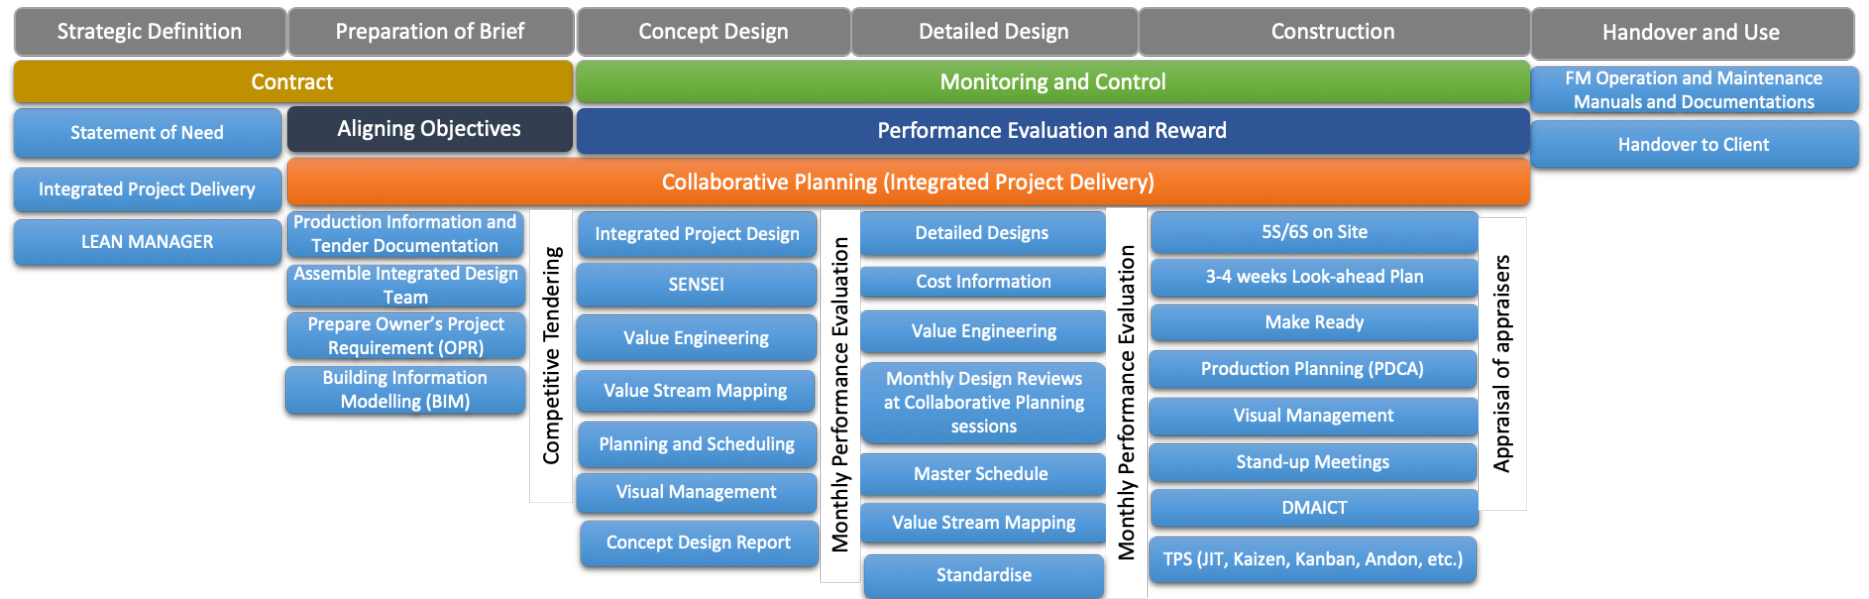 Strategic Definition
Preparation of Brief
Concept Design
Detailed Design
Construction
Handover and Use
Contract
Monitoring and Control
FM Operation and Maintenance
Manuals and Documentations
Statement of Need
Aligning Objectives
Performance Evaluation and Reward
Handover to Client
Integrated Project Delivery
Collaborative Planning (Integrated Project Delivery)
LEAN MANAGER
Production Information and
Tender Documentation
Assemble Integrated Design
Team
Prepare Owner’s Project
Requirement (OPR)
Building Information
Modelling (BIM)
Competitive Tendering
Integrated Project Design
SENSEI
Value Engineering
Value Stream Mapping
Planning and Scheduling
Visual Management
Concept Design Report
Monthly Performance Evaluation
Detailed Designs
Cost Information
Value Engineering
Monthly Design Reviews
at Collaborative Planning
sessions
Master Schedule
Value Stream Mapping
Standardise
Monthly Performance Evaluation
5S/6S on Site
3-4 weeks Look-ahead Plan
Make Ready
Production Planning (PDCA)
Visual Management
Stand-up Meetings
DMAICT
TPS (JIT, Kaizen, Kanban, Andon, etc.)
Appraisal of appraisers